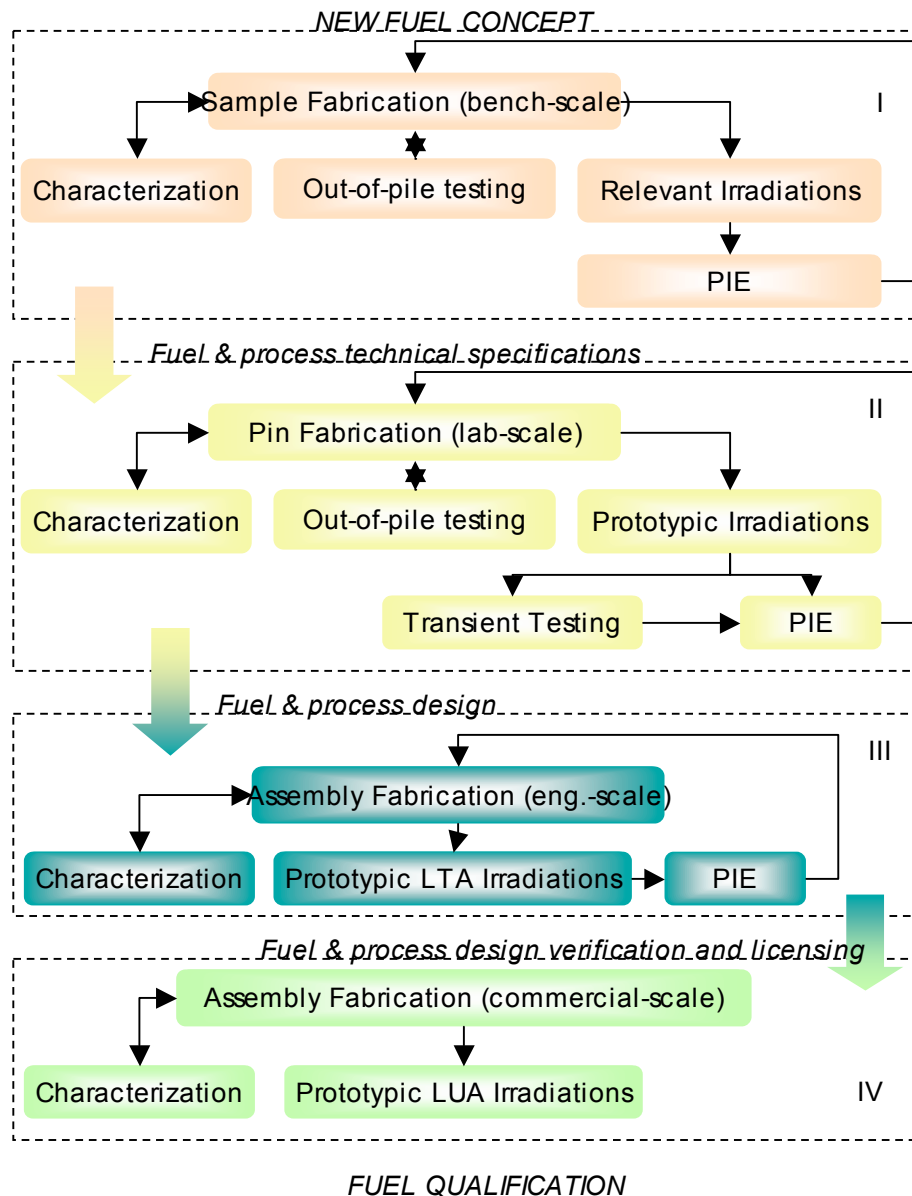 NEW FUEL CONCEPT
Sample Fabrication (bench-scale)
I
Characterization
Out-of-pile testing
Relevant Irradiations
PIE
Fuel & process technical specifications
II
Pin Fabrication (lab-scale)
Characterization
Out-of-pile testing
Prototypic Irradiations
Transient Testing
PIE
Fuel & process design
III
Assembly Fabrication (eng.-scale)
Characterization
Prototypic LTA Irradiations
PIE
Fuel & process design verification and licensing
Assembly Fabrication (commercial-scale)
Characterization
Prototypic LUA Irradiations
IV
FUEL QUALIFICATION